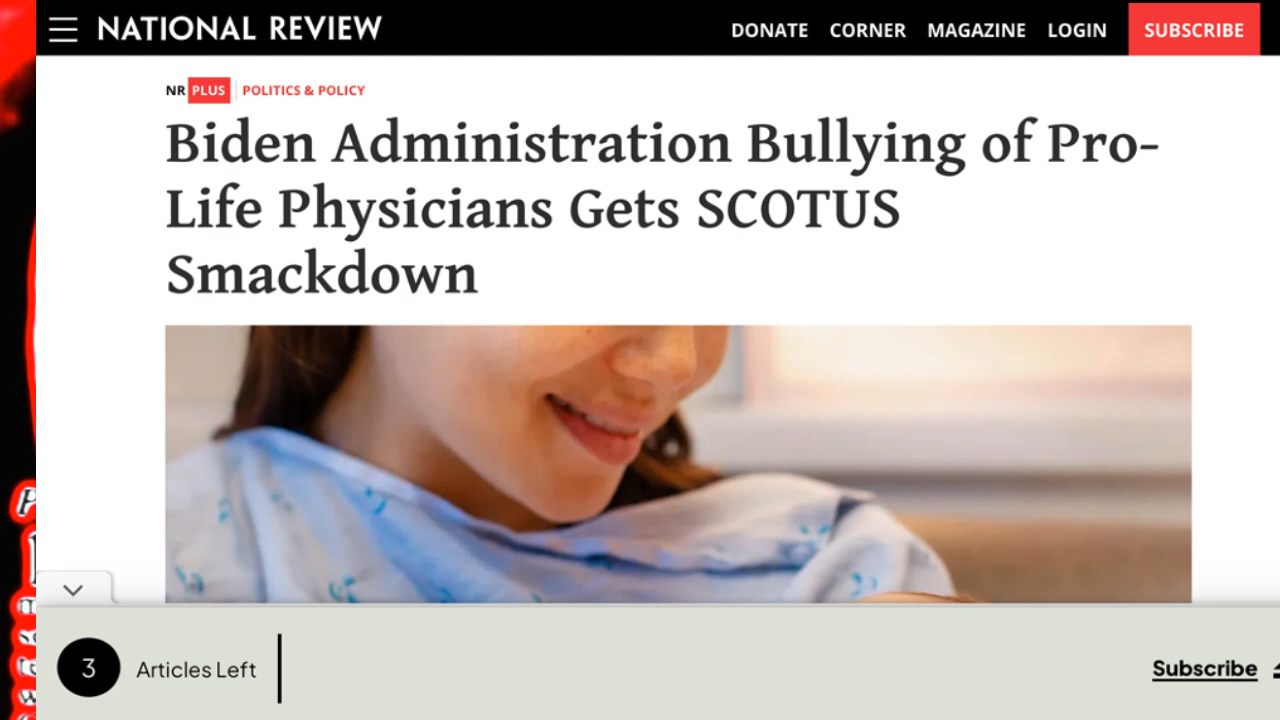 NATIONAL REVIEW
DONATE CORNER MAGAZINE LOGIN SUBSCRIBE
NR PLUS POLITICS & POLICY
Biden Administration Bullying of Pro-
Life Physicians Gets SCOTUS
Smackdown
3 Articles Left
Subscribe